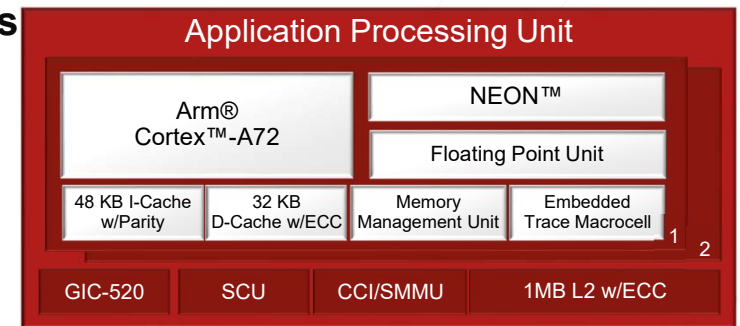 s
Application Processing Unit
Arm®
Cortex™-A72
NEON™
Floating Point Unit
48 KB I-Cache
w/Parity
32 KB
D-Cache w/ECC
Memory
Management Unit
Embedded
Trace Macrocell
1
2
GIC-520
SCU
CCI/SMMU
1MB L2 w/ECC